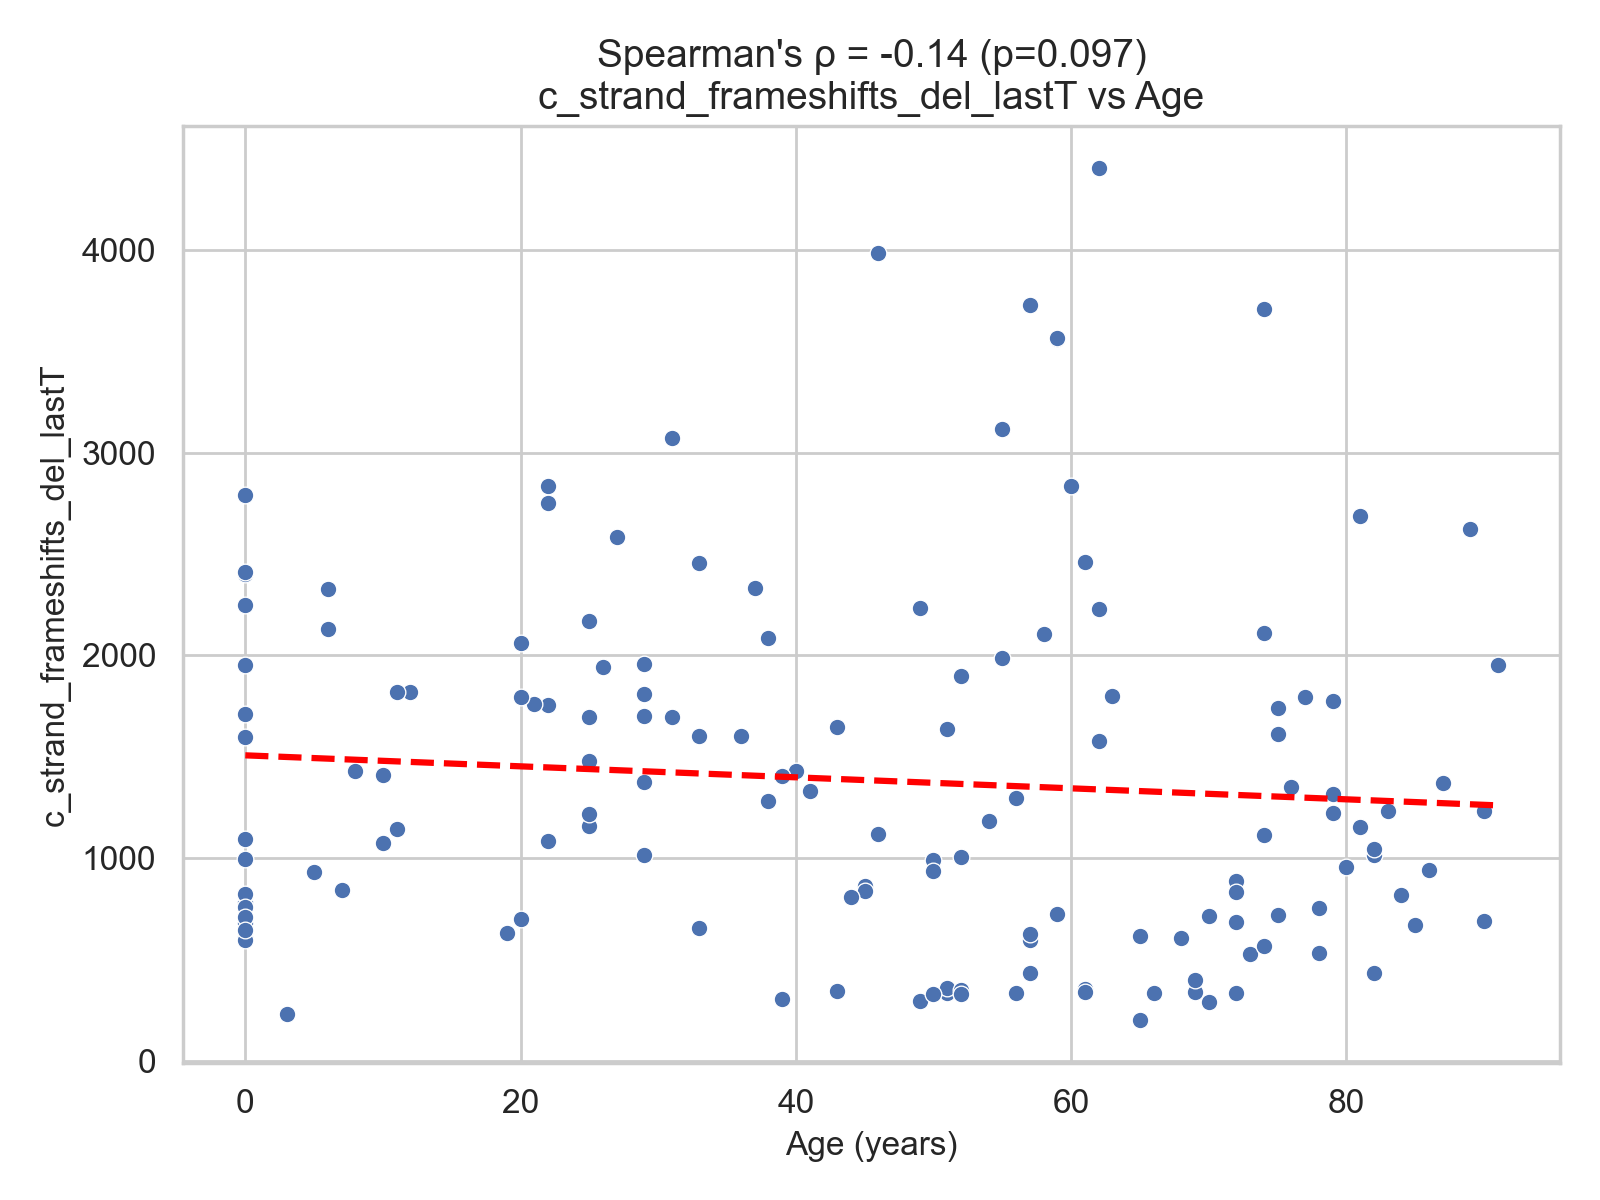 Spearman's ρ = -0.14 (p=0.097)
c_strand_frameshifts_del_lastT vs Age
c_strand_frameshifts_del_lastT
4000
3000
2000
1000
0
0 20 40 60 80
Age (years)